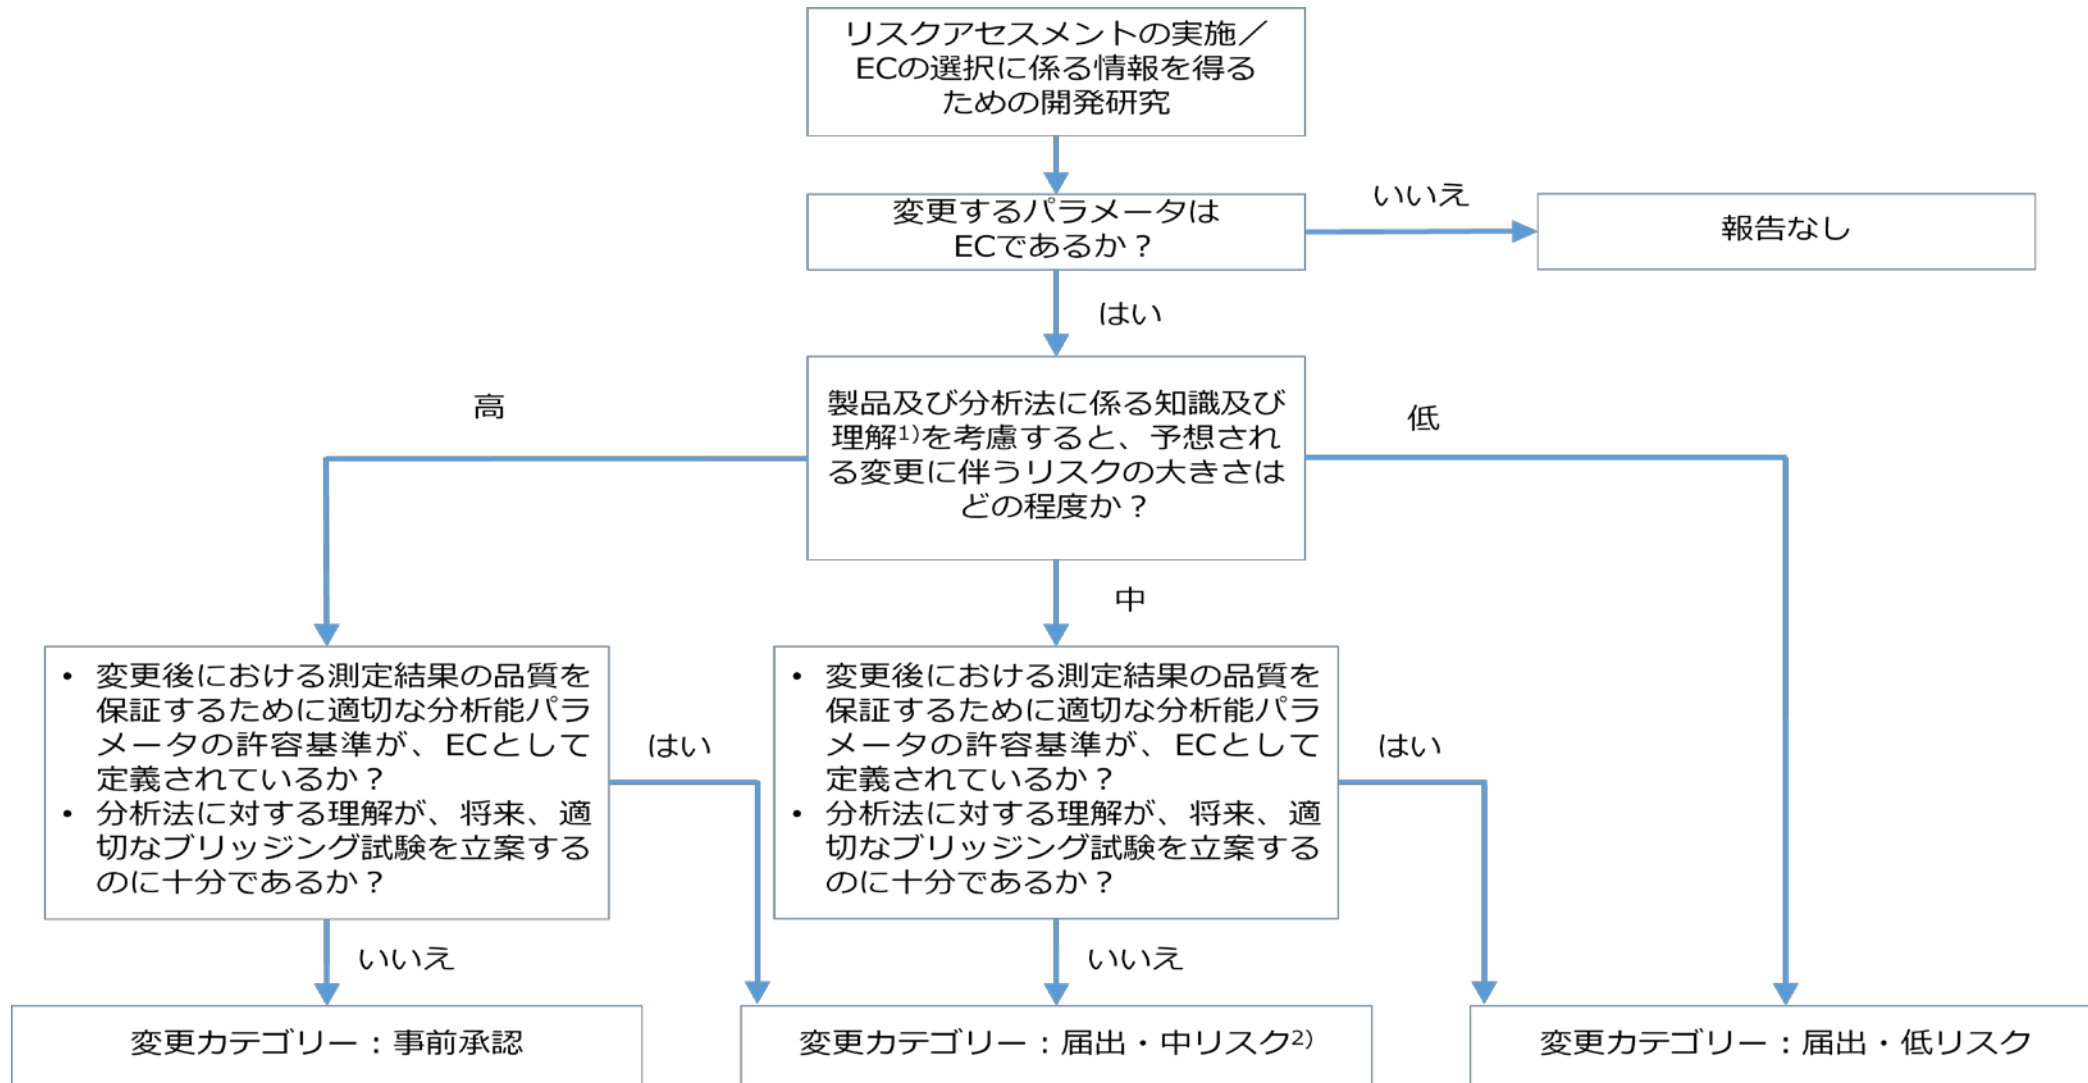 リスクアセスメントの実施／
ECの選択に係る情報を得る
ための開発研究
変更するパラメータは
ECであるか？
いいえ
報告なし
はい
製品及び分析法に係る知識及び
理解1)を考慮すると、予想され
る変更に伴うリスクの大きさは
どの程度か？
高
低
中
• 変更後における測定結果の品質を
保証するために適切な分析能パラ
メータの許容基準が、ECとして
定義されているか？
• 分析法に対する理解が、将来、適
切なブリッジング試験を立案する
のに十分であるか？
はい
いいえ
• 変更後における測定結果の品質を
保証するために適切な分析能パラ
メータの許容基準が、ECとして
定義されているか？
• 分析法に対する理解が、将来、適
切なブリッジング試験を立案する
のに十分であるか？
はい
いいえ
変更カテゴリー：事前承認
変更カテゴリー：届出・中リスク2)
変更カテゴリー：届出・低リスク